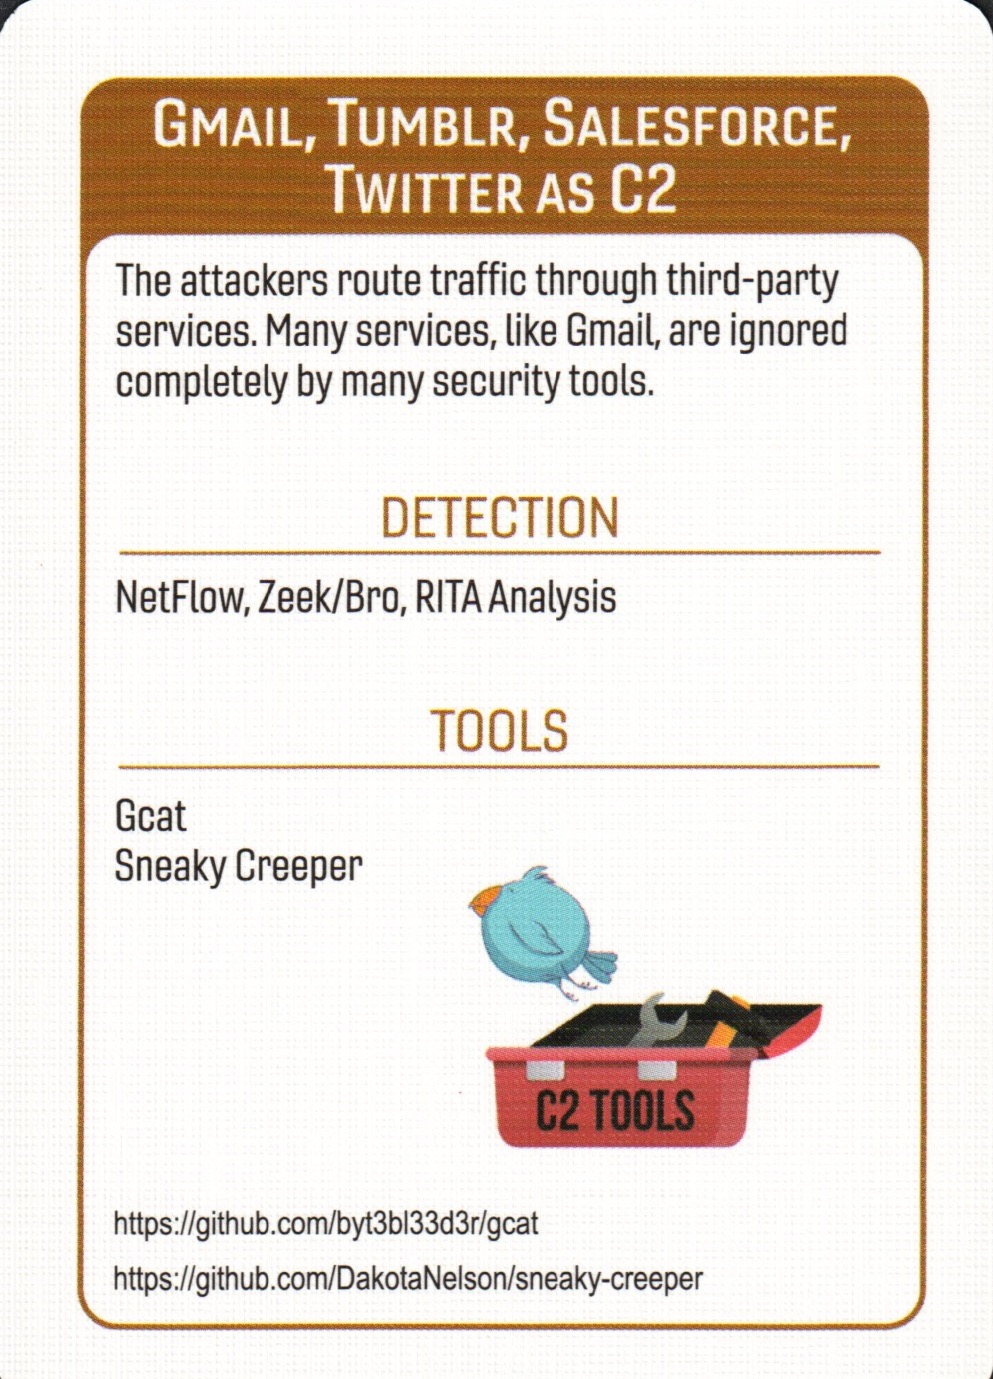 Gmail, Tumblr, Salesforce,
Twitter as C2
The attackers route traffic through third-party
services. Many services, like Gmail, are ignored
completely by many security tools.
DETECTION
NetFlow, Zeek/Bro, RITA Analysis
TOOLS
Gcat
Sneaky Creeper
C2 TOOLS
https://github.com/byt3bl33d3r/gcat
https://github.com/DakotaNelson/sneaky-creeper